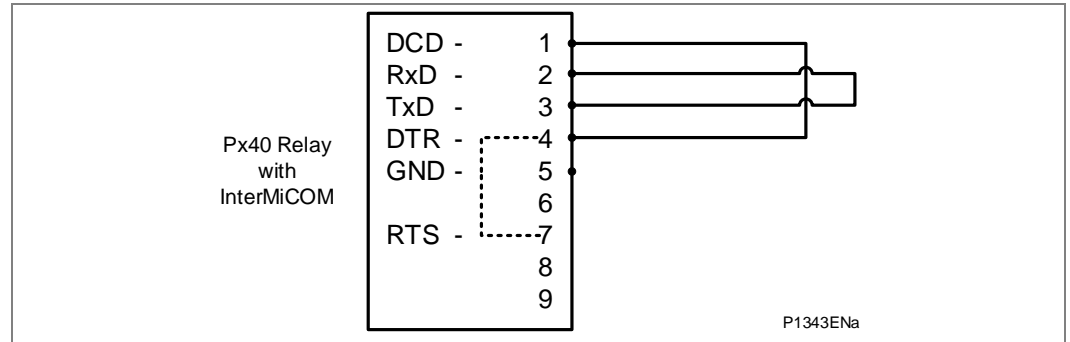 DCD - 1
RxD - 2
TxD - 3
DTR - 4
GND - 5
6
RTS - 7
8
9
Px40 Relay
with
InterMiCOM
P1343ENa